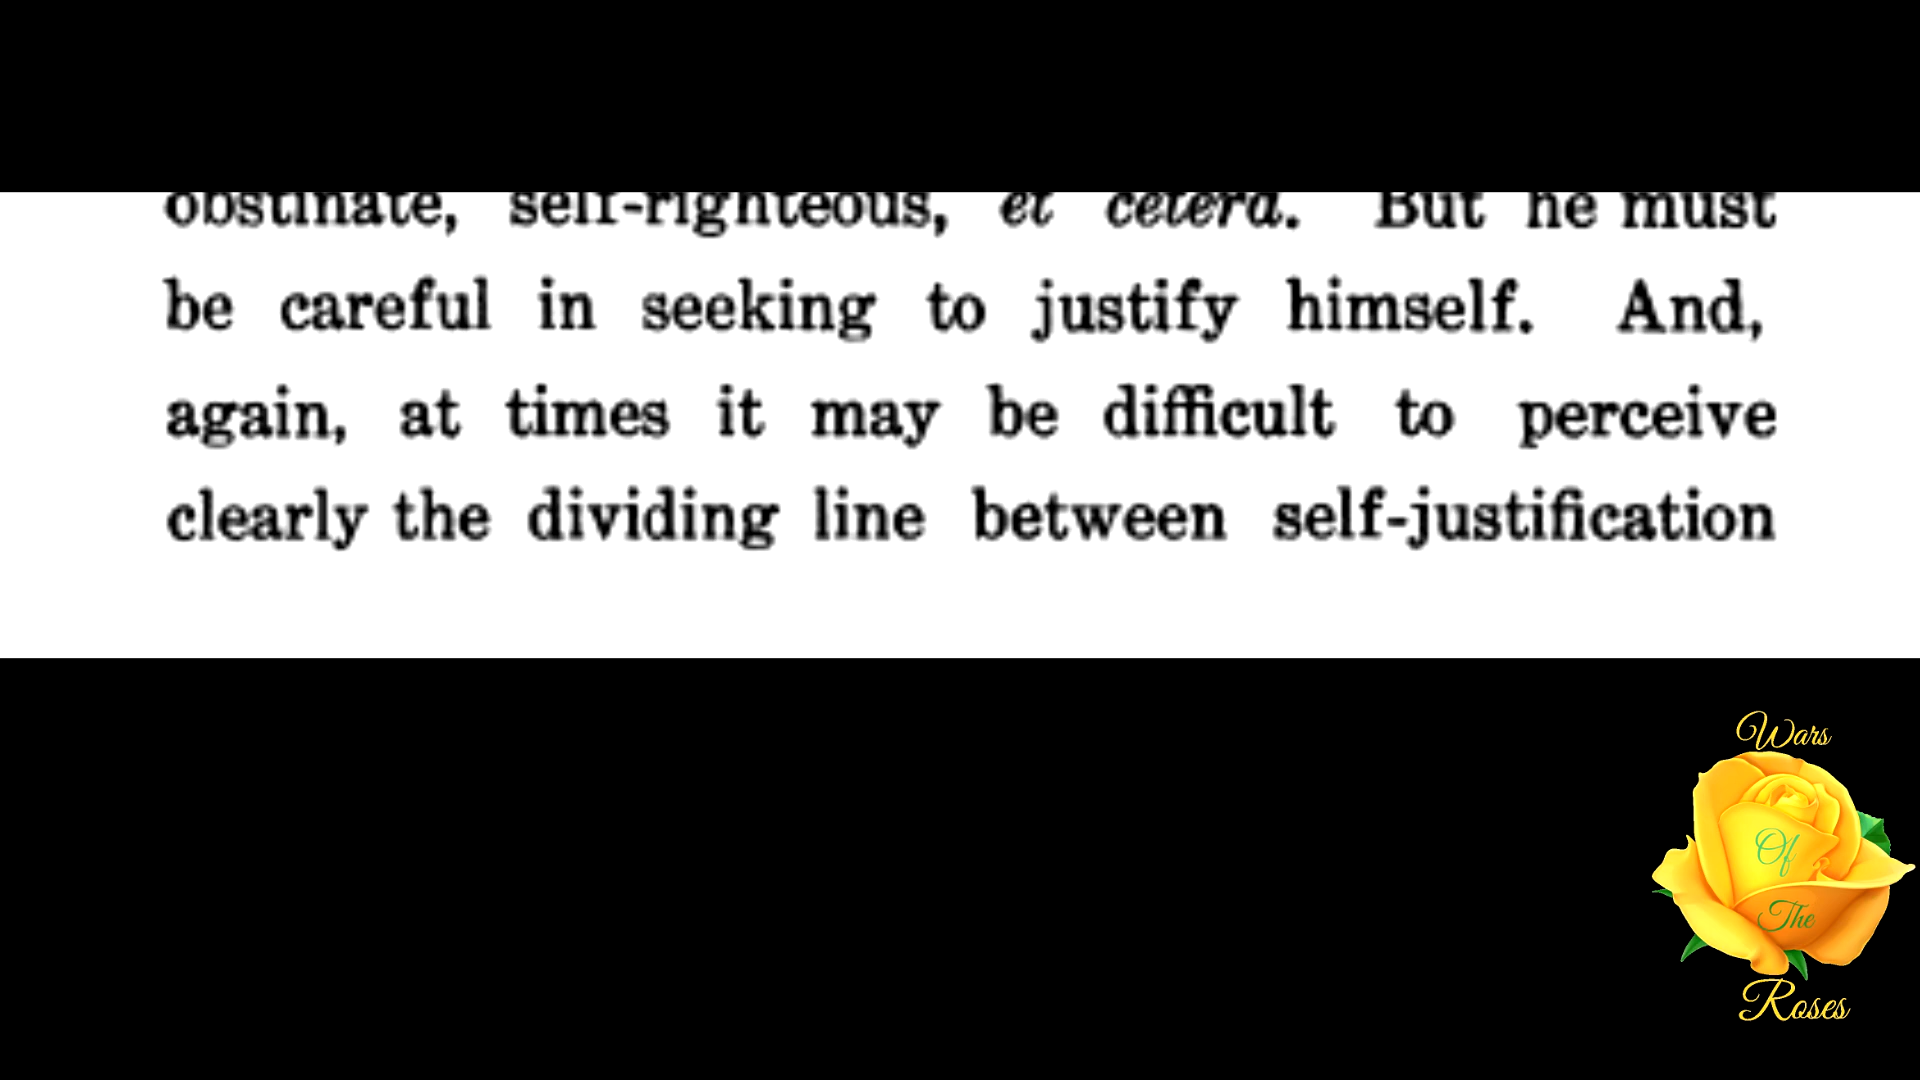 obstinate, self-righteous, et cetera. But he must
be careful in seeking to justify himself. And,
again, at times it may be difficult to perceive
clearly the dividing line between self-justification
Wars
Of
The
Roses